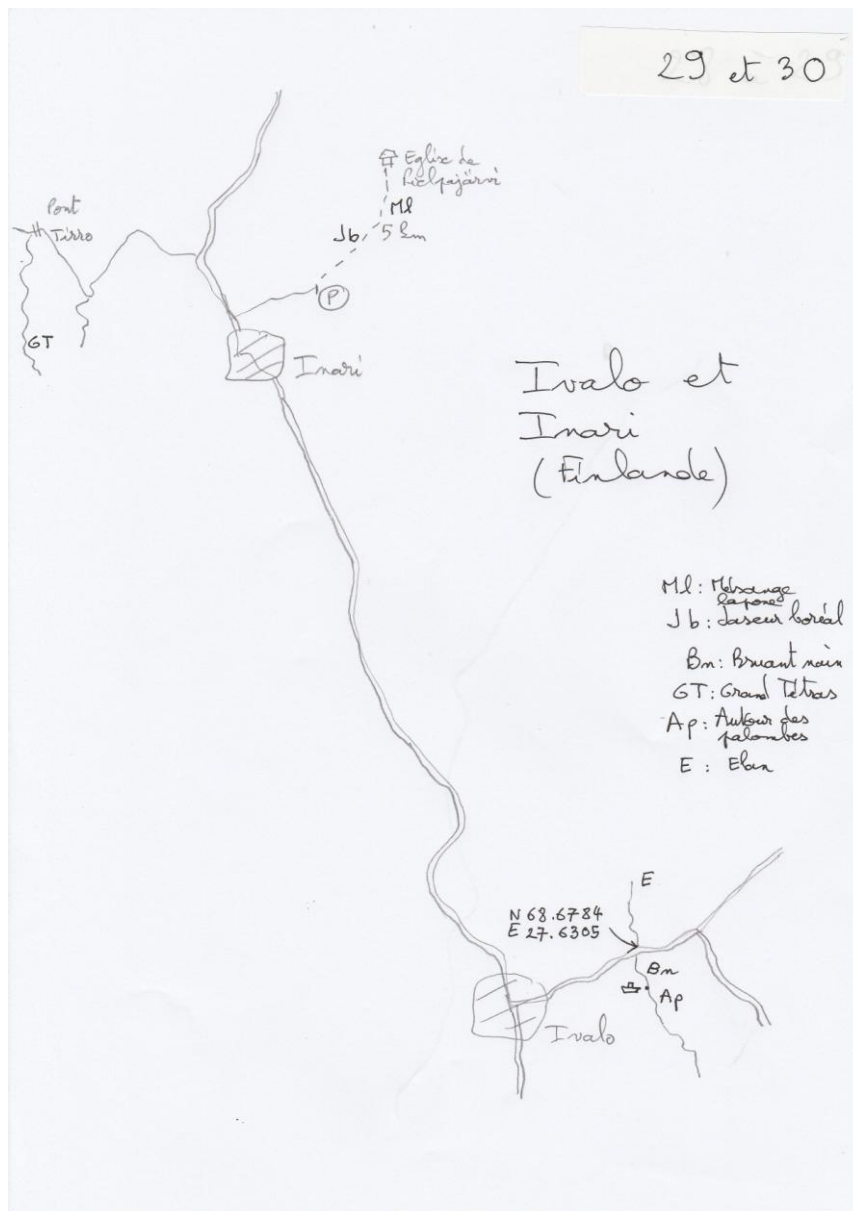 29 et 30
Eglise de
Pielpajärvi
Ml
Jb
5 km
Pont
Tirro
P
GT
Inari
Ivalo et
Inari
(Finlande)
Ml : Mésange
lapone
Jb : Jaseur boréal
Bn : Bruant nain
GT : Grand Tétras
Ap : Autour des
palombes
E : Elan
E
N 68.6784
E 27.6305
Bn
Ap
Ivalo